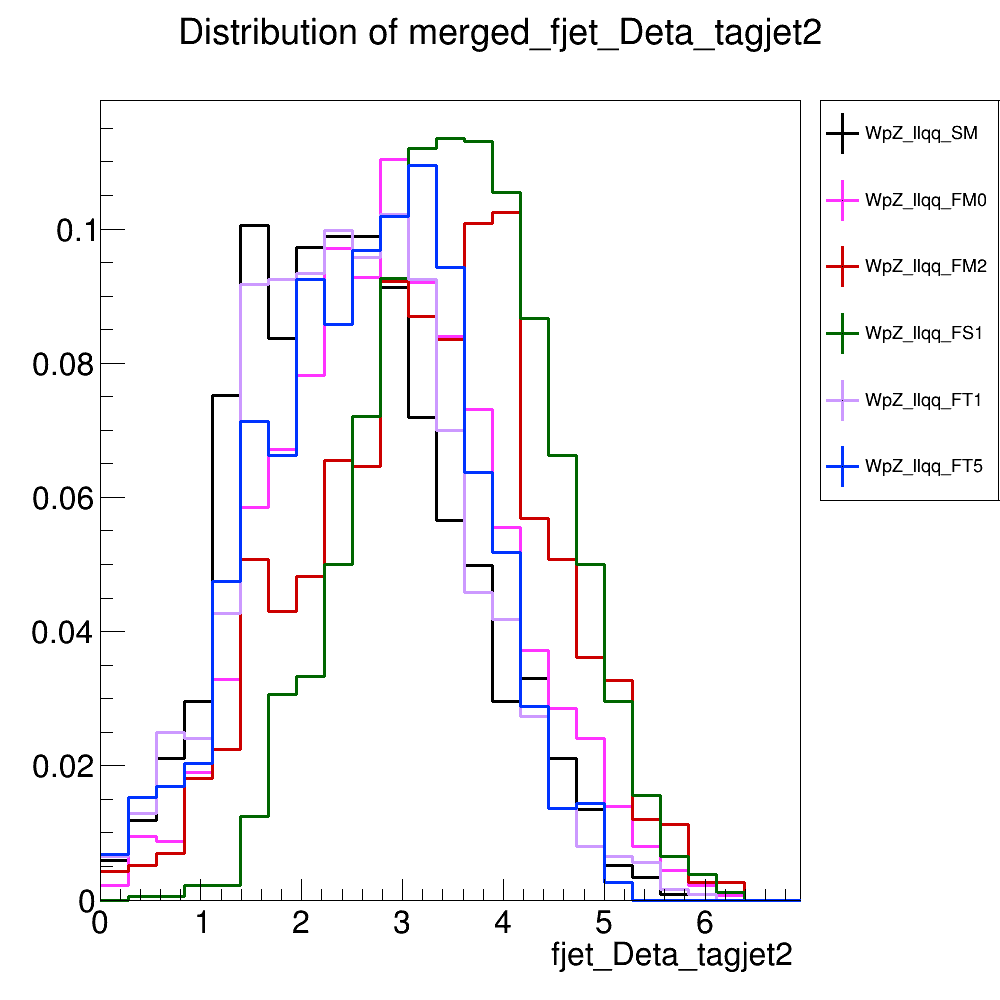 Distribution of merged_fjet_Deta_tagjet2
WpZ_llqq_SM
WpZ_llqq_FM0
WpZ_llqq_FM2
WpZ_llqq_FS1
WpZ_llqq_FT1
WpZ_llqq_FT5
0.1
0.08
0.06
0.04
0.02
0
0 1 2 3 4 5 6
fjet_Deta_tagjet2